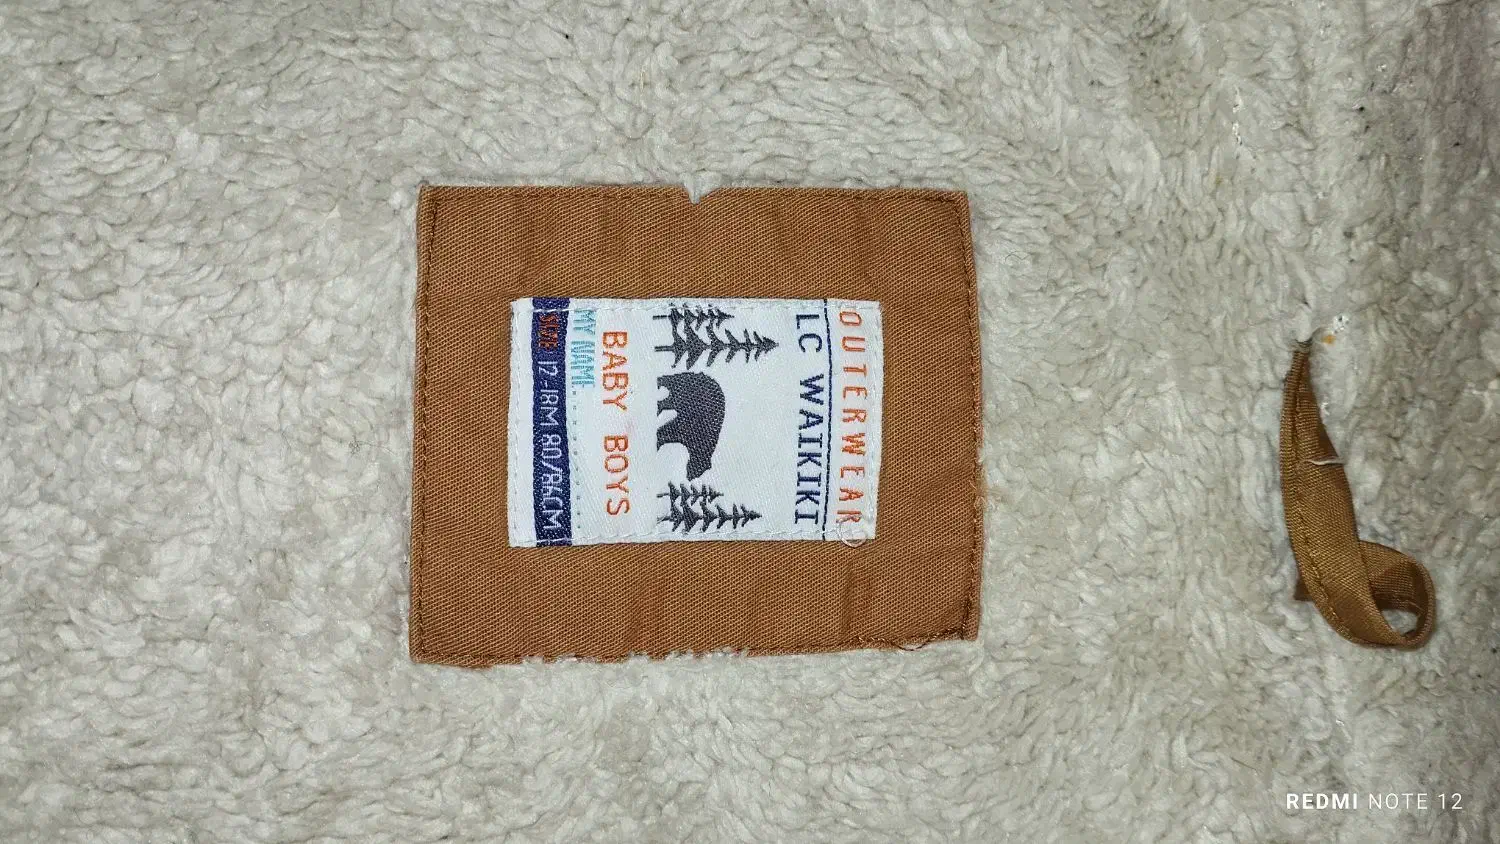 OUTERWEAR
LC WAIKIKI
BABY BOYS
MY NAME
SIZE 12-18M 80/86CM
REDMI NOTE 12